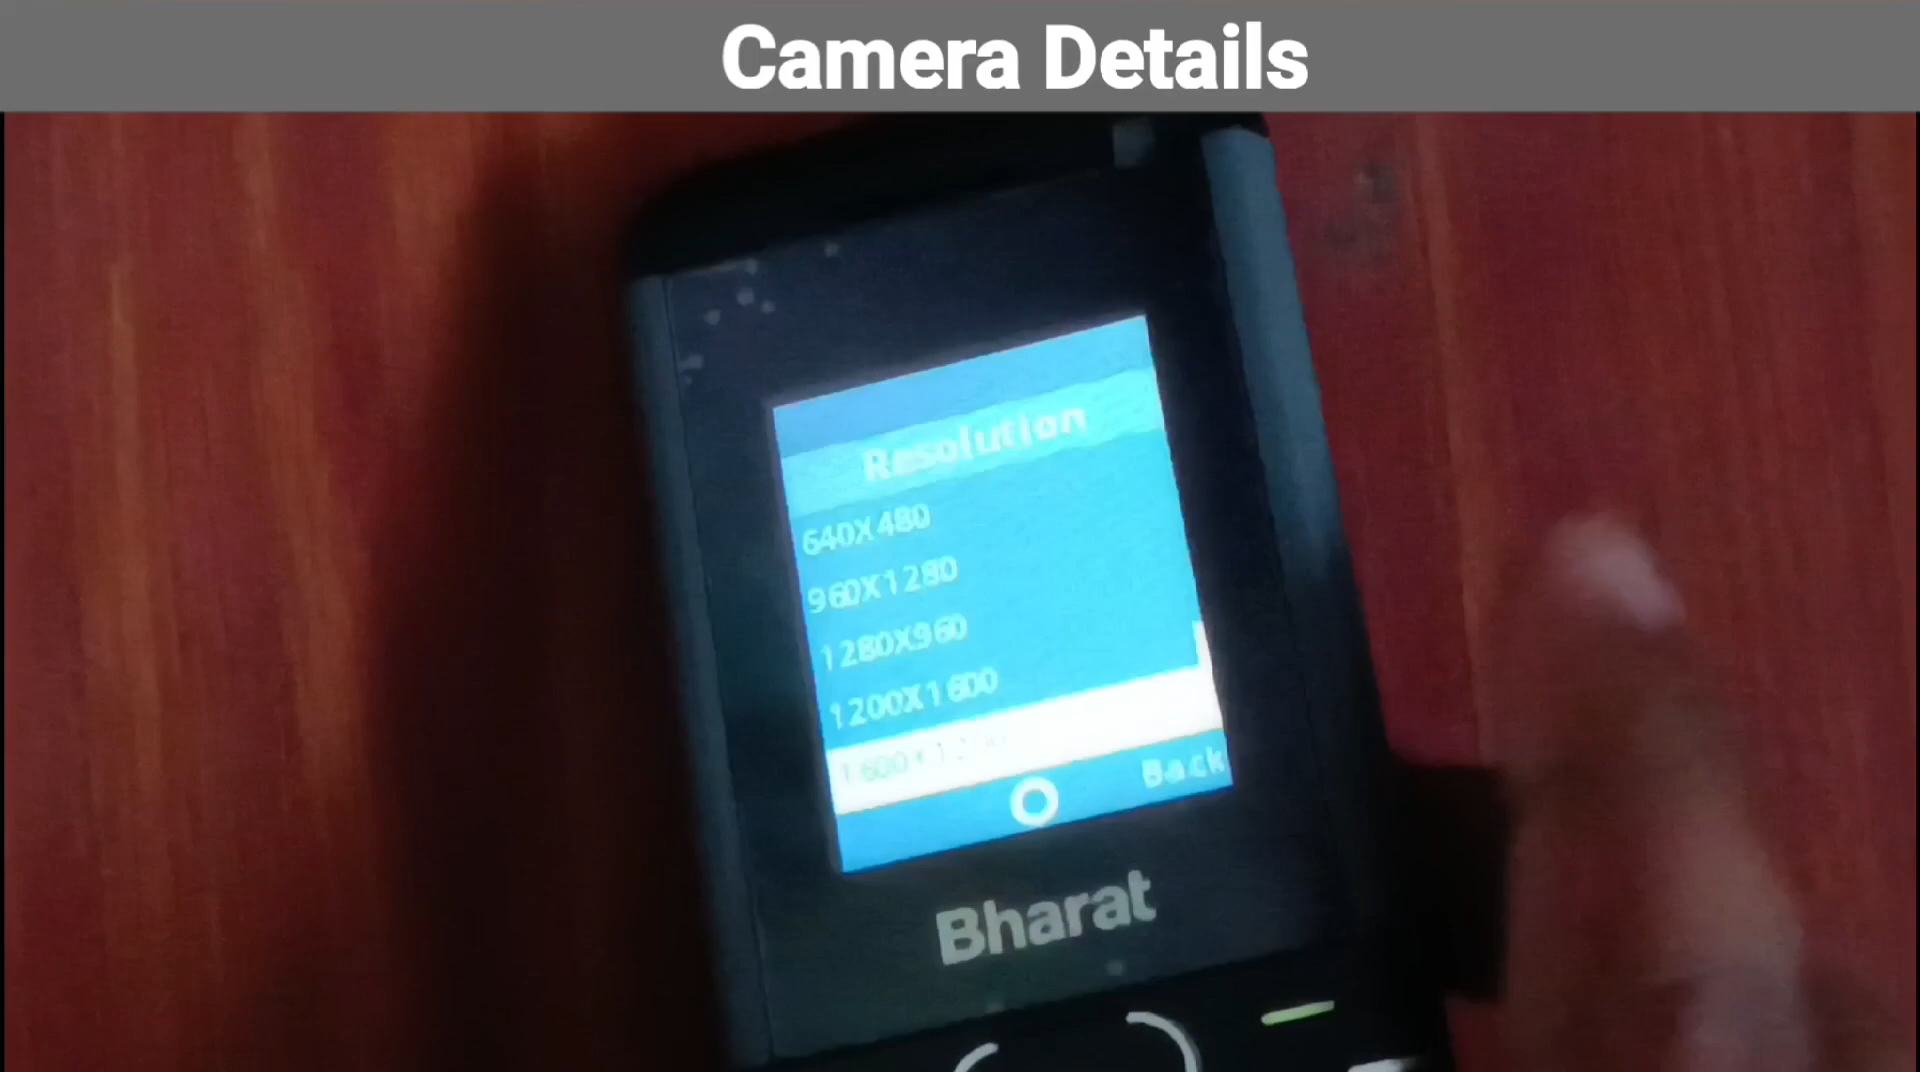 Camera Details
Resolution
640X480
960X1280
1280X960
1200X1600
Back
Bharat